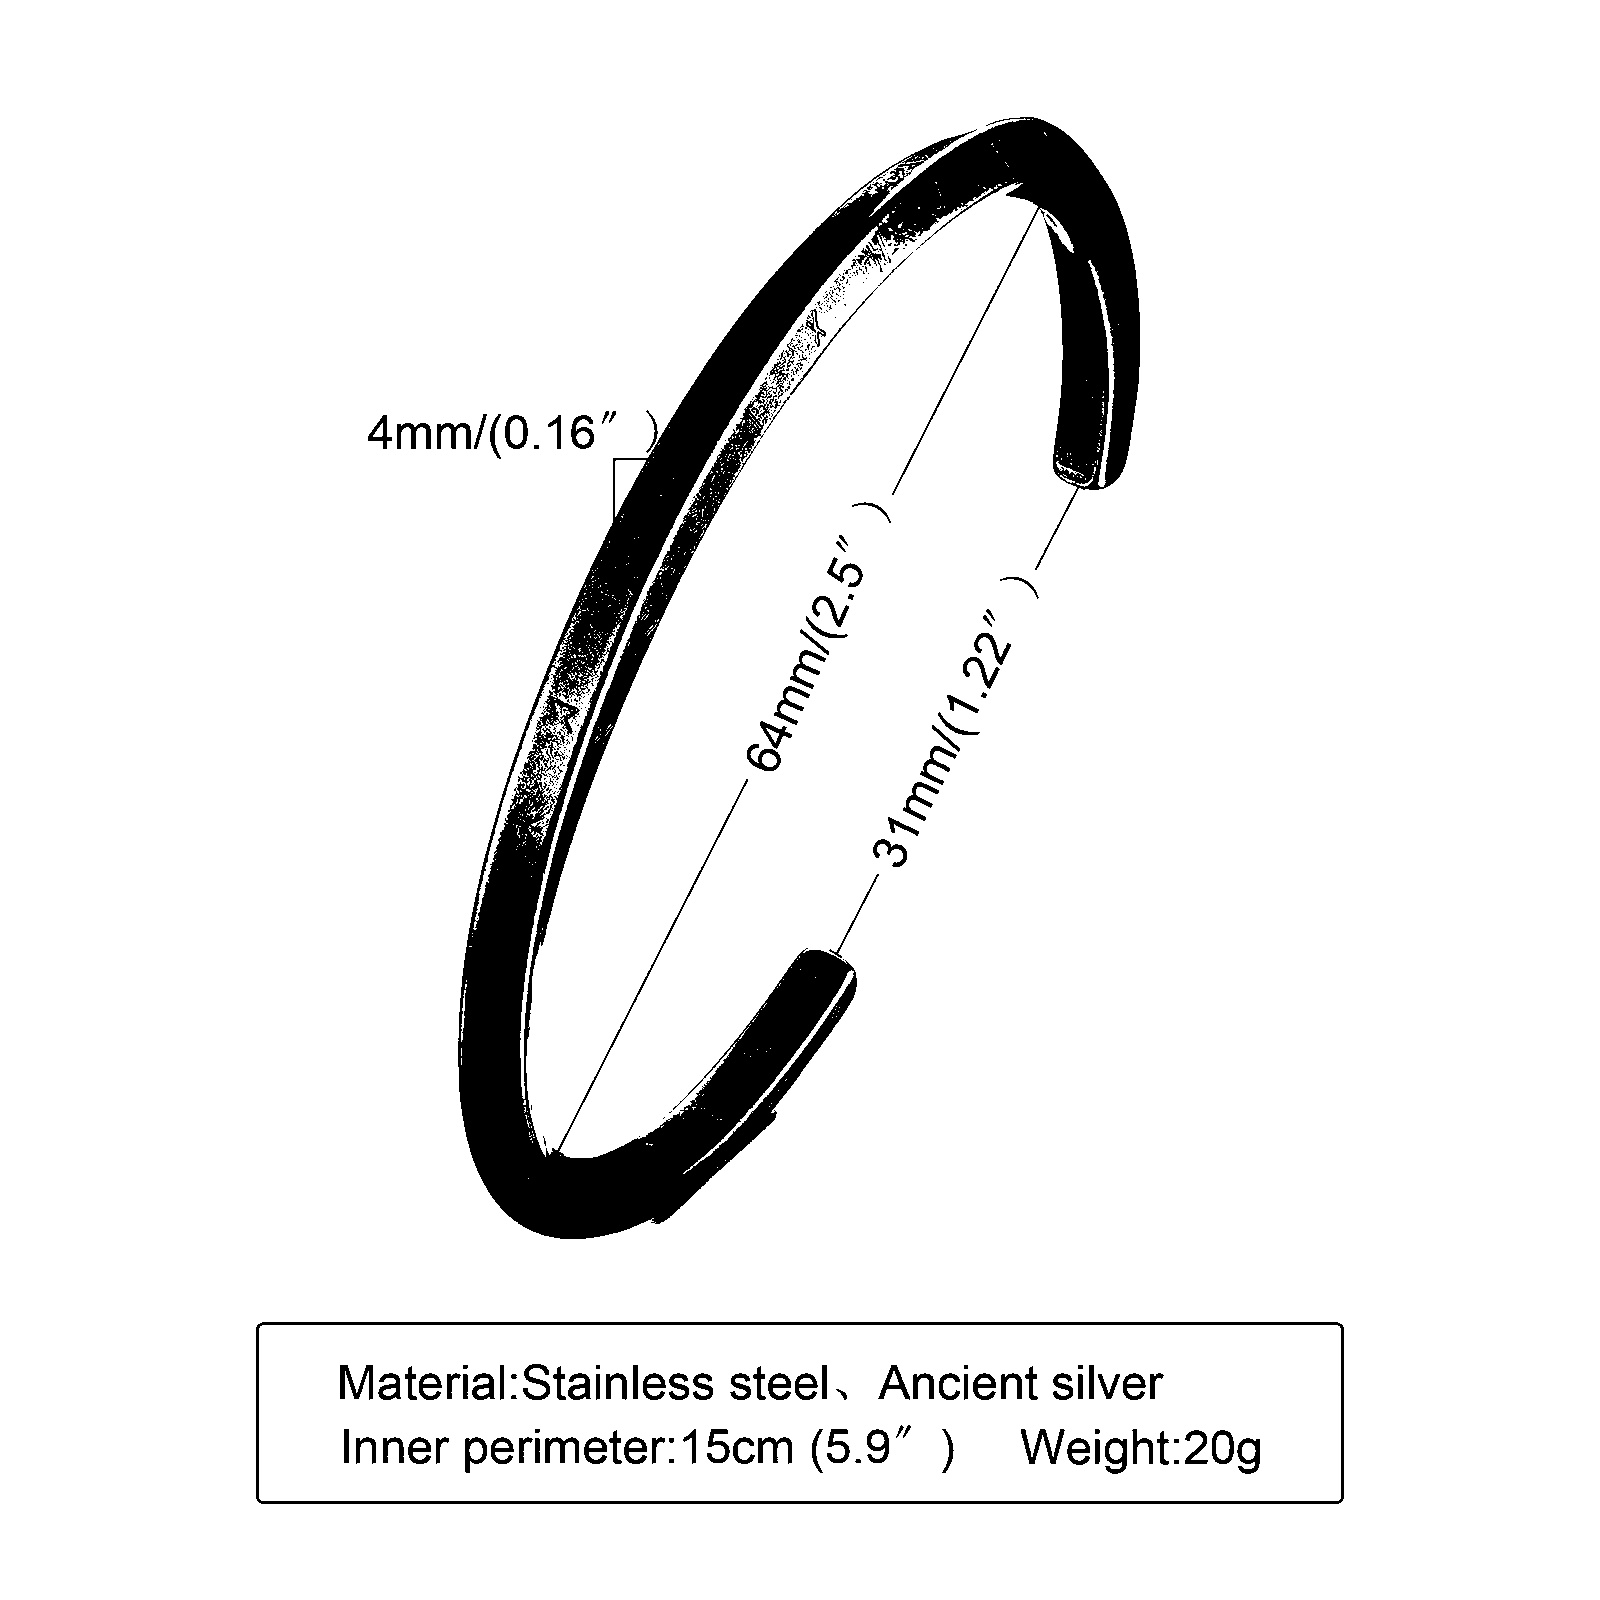 4mm/(0.16″)
64mm/(2.5″)
31mm/(1.22″)
Material:Stainless steel、Ancient silver
Inner perimeter:15cm (5.9″) Weight:20g